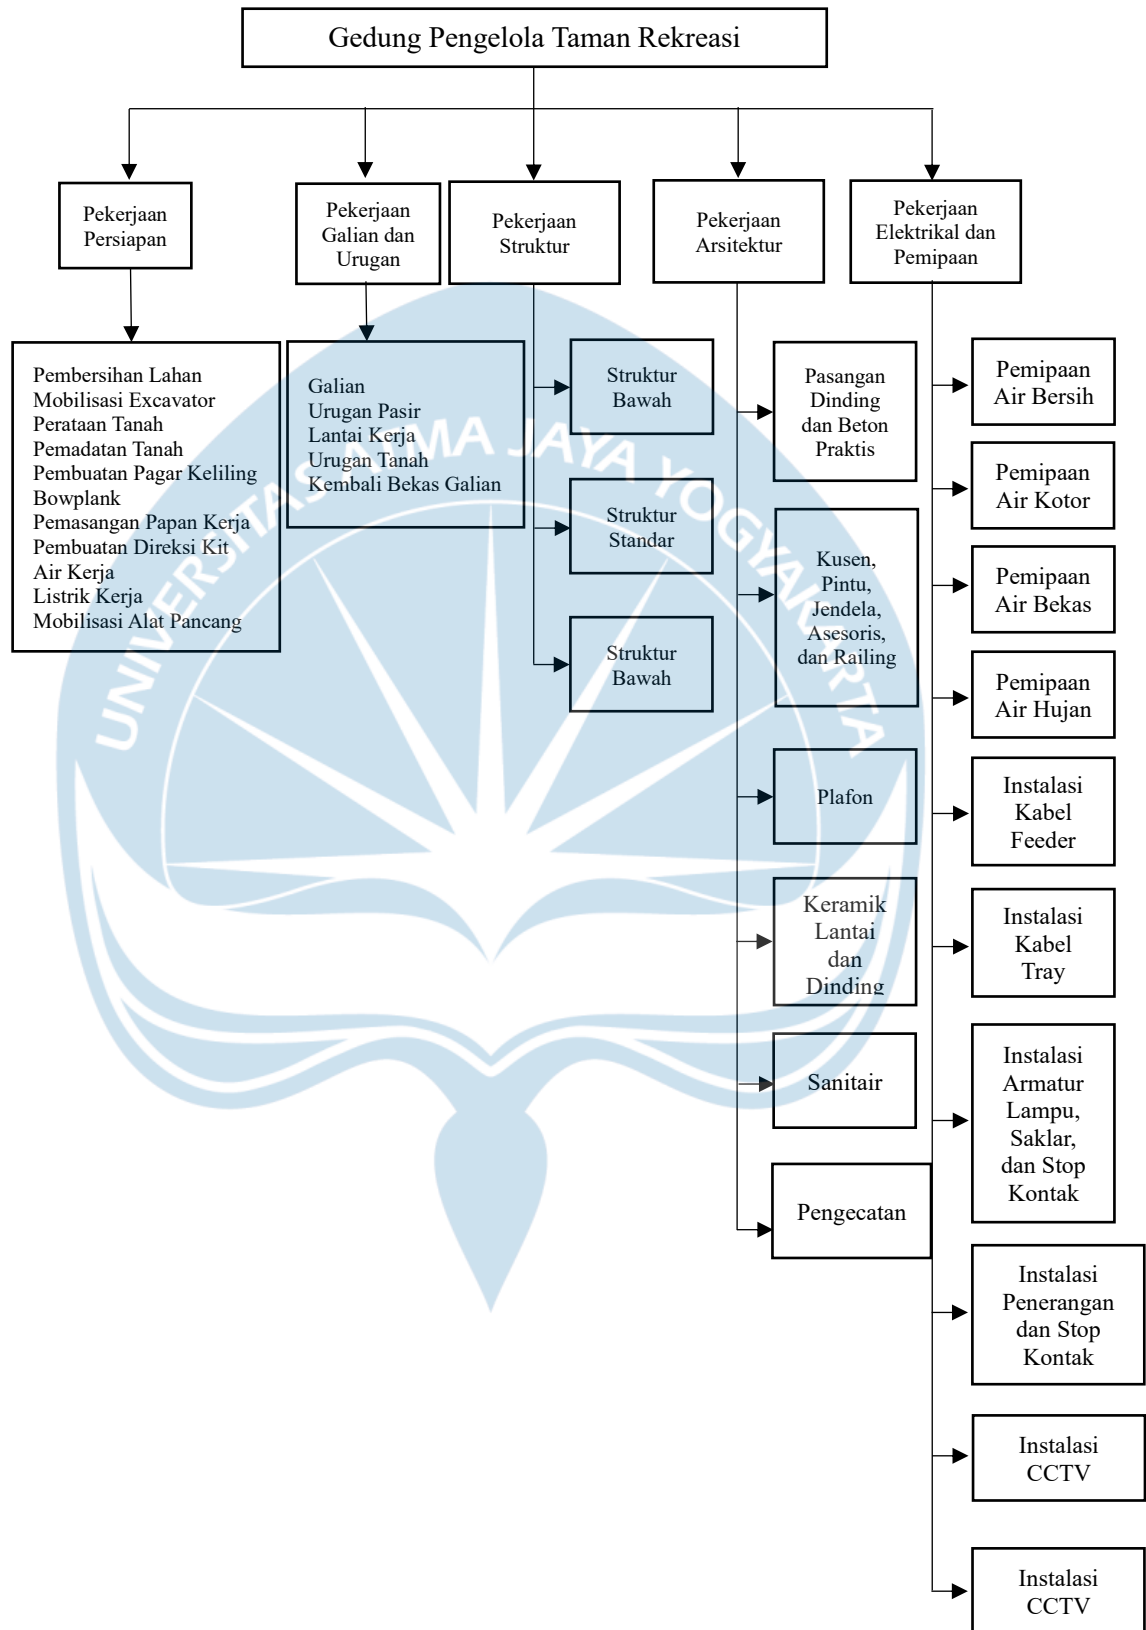 Gedung Pengelola Taman Rekreasi
Pekerjaan
Persiapan
Pekerjaan
Galian dan
Urugan
Pekerjaan
Struktur
Pekerjaan
Arsitektur
Pekerjaan
Elektrikal dan
Pemipaan
Pembersihan Lahan
Mobilisasi Excavator
Perataan Tanah
Pemadatan Tanah
Pembuatan Pagar Keliling
Bowplank
Pemasangan Papan Kerja
Pembuatan Direksi Kit
Air Kerja
Listrik Kerja
Mobilisasi Alat Pancang
Galian
Urugan Pasir
Lantai Kerja
Urugan Tanah
Kembali Bekas Galian
Struktur
Bawah
Struktur
Standar
Struktur
Bawah
Pasangan
Dinding
dan Beton
Praktis
Kusen,
Pintu,
Jendela,
Asesoris,
dan Railing
Plafon
Keramik
Lantai
dan
Dinding
Sanitair
Pengecatan
Pemipaan
Air Bersih
Pemipaan
Air Kotor
Pemipaan
Air Bekas
Pemipaan
Air Hujan
Instalasi
Kabel
Feeder
Instalasi
Kabel
Tray
Instalasi
Armatur
Lampu,
Saklar,
dan Stop
Kontak
Instalasi
Penerangan
dan Stop
Kontak
Instalasi
CCTV
Instalasi
CCTV
UNIVERSITAS ATMA JAYA YOGYAKARTA